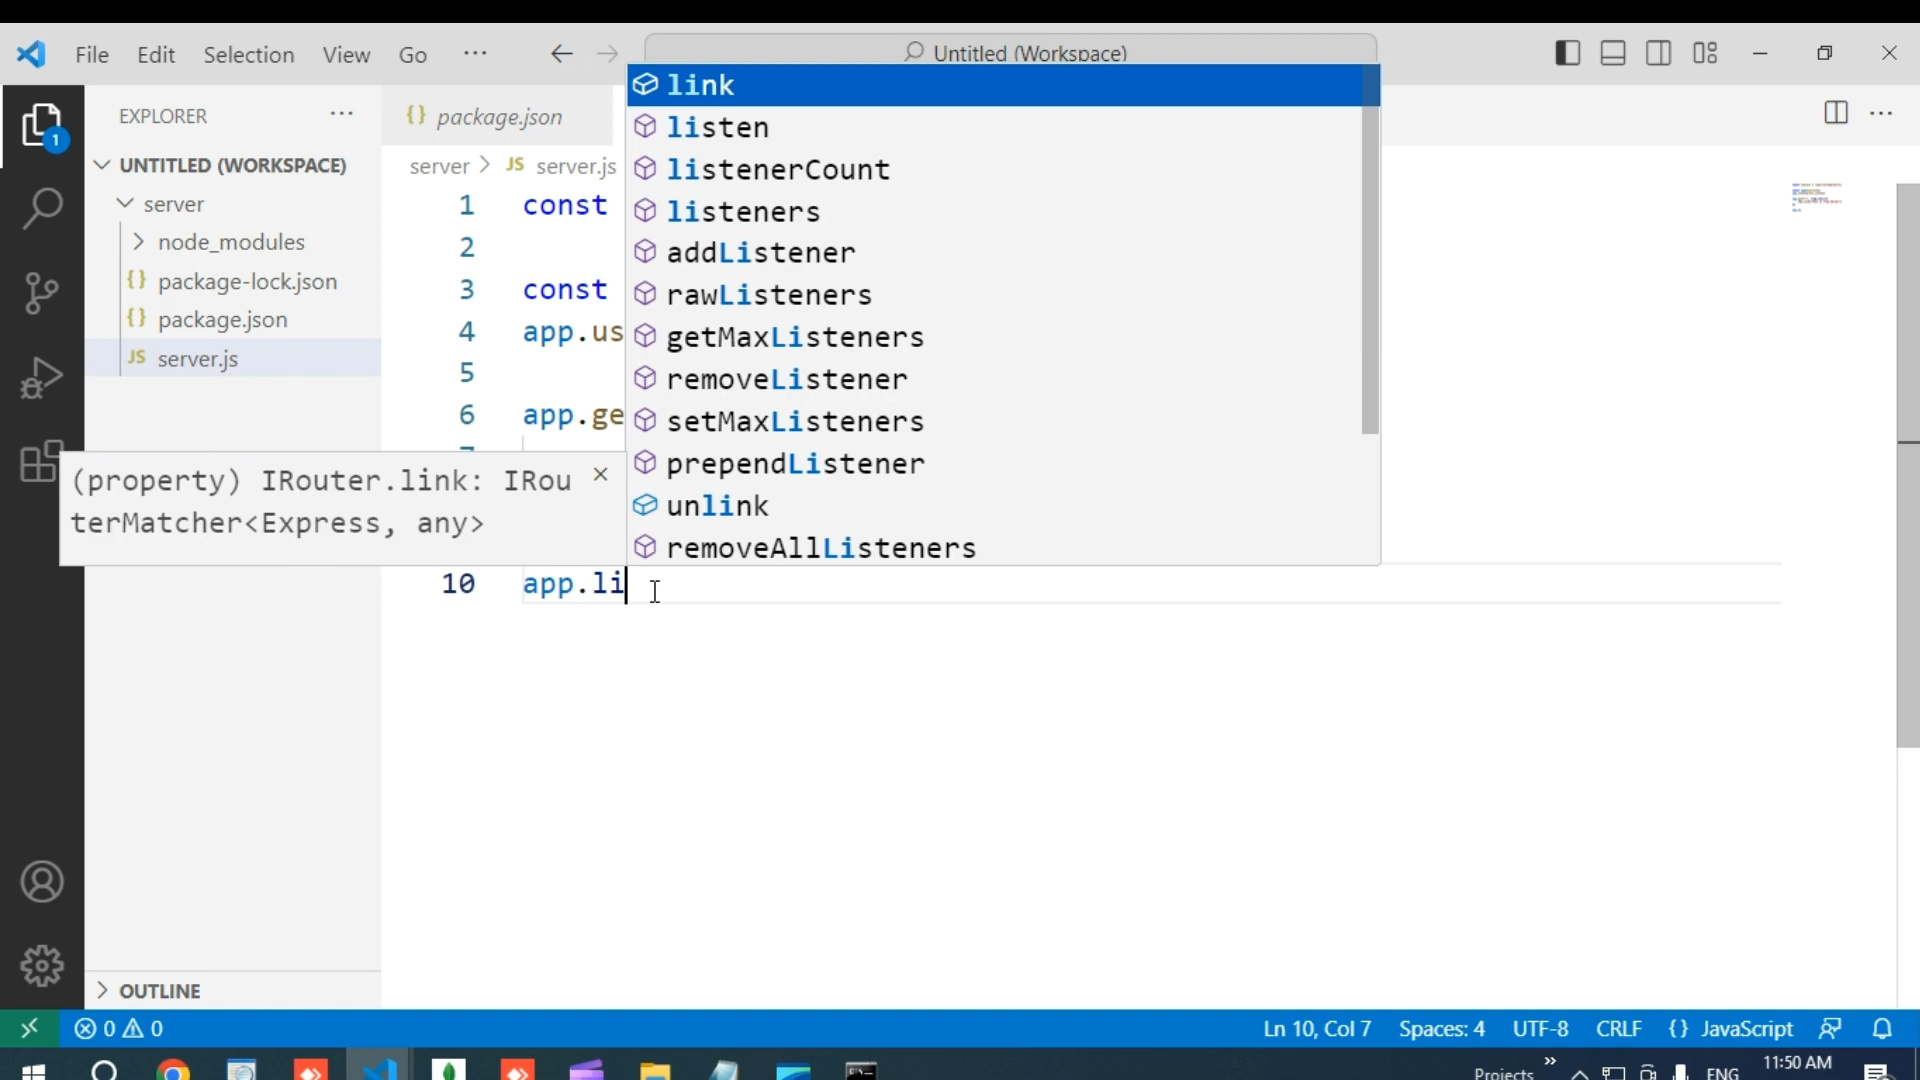 File Edit Selection View Go ···
Untitled (Workspace)
EXPLORER ···
1
UNTITLED (WORKSPACE)
server
node_modules
{} package-lock.json
{} package.json
JS server.js
OUTLINE
{} package.json
server > JS server.js
1 const
2
3 const
4 app.us
5
6 app.ge
10 app.li
link
listen
listenerCount
listeners
addListener
rawListeners
getMaxListeners
removeListener
setMaxListeners
prependListener
unlink
removeAllListeners
(property) IRouter.link: IRou
terMatcher<Express, any>
0 0
Ln 10, Col 7 Spaces: 4 UTF-8 CRLF {} JavaScript
Projects » ENG 11:50 AM